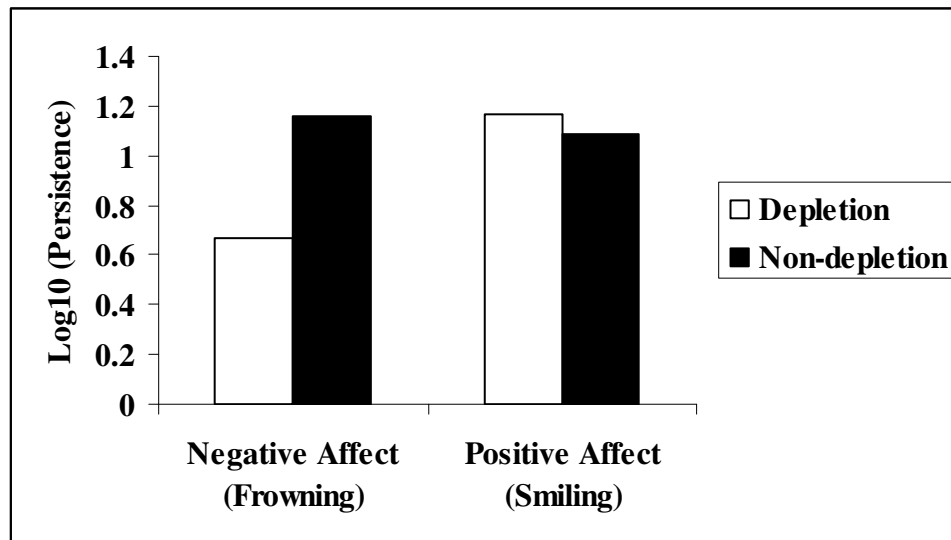 1.4
1.2
1
0.8
0.6
0.4
0.2
0
Log10 (Persistence)
Negative Affect
(Frowning)
Positive Affect
(Smiling)
Depletion
Non-depletion